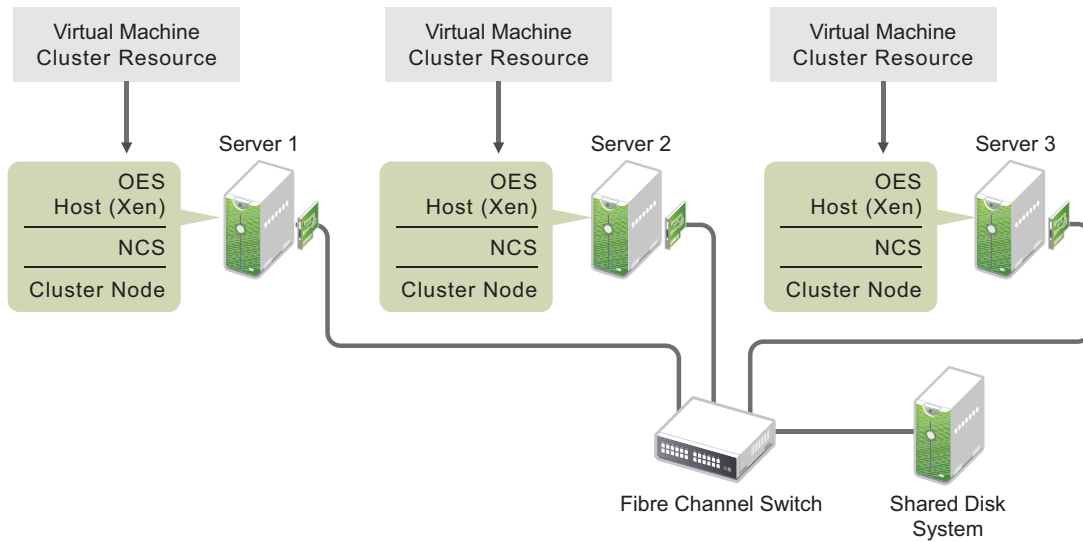 Virtual Machine
Cluster Resource
Virtual Machine
Cluster Resource
Virtual Machine
Cluster Resource
Server 1
OES
Host (Xen)
NCS
Cluster Node
Server 2
OES
Host (Xen)
NCS
Cluster Node
Server 3
OES
Host (Xen)
NCS
Cluster Node
Fibre Channel Switch
Shared Disk
System